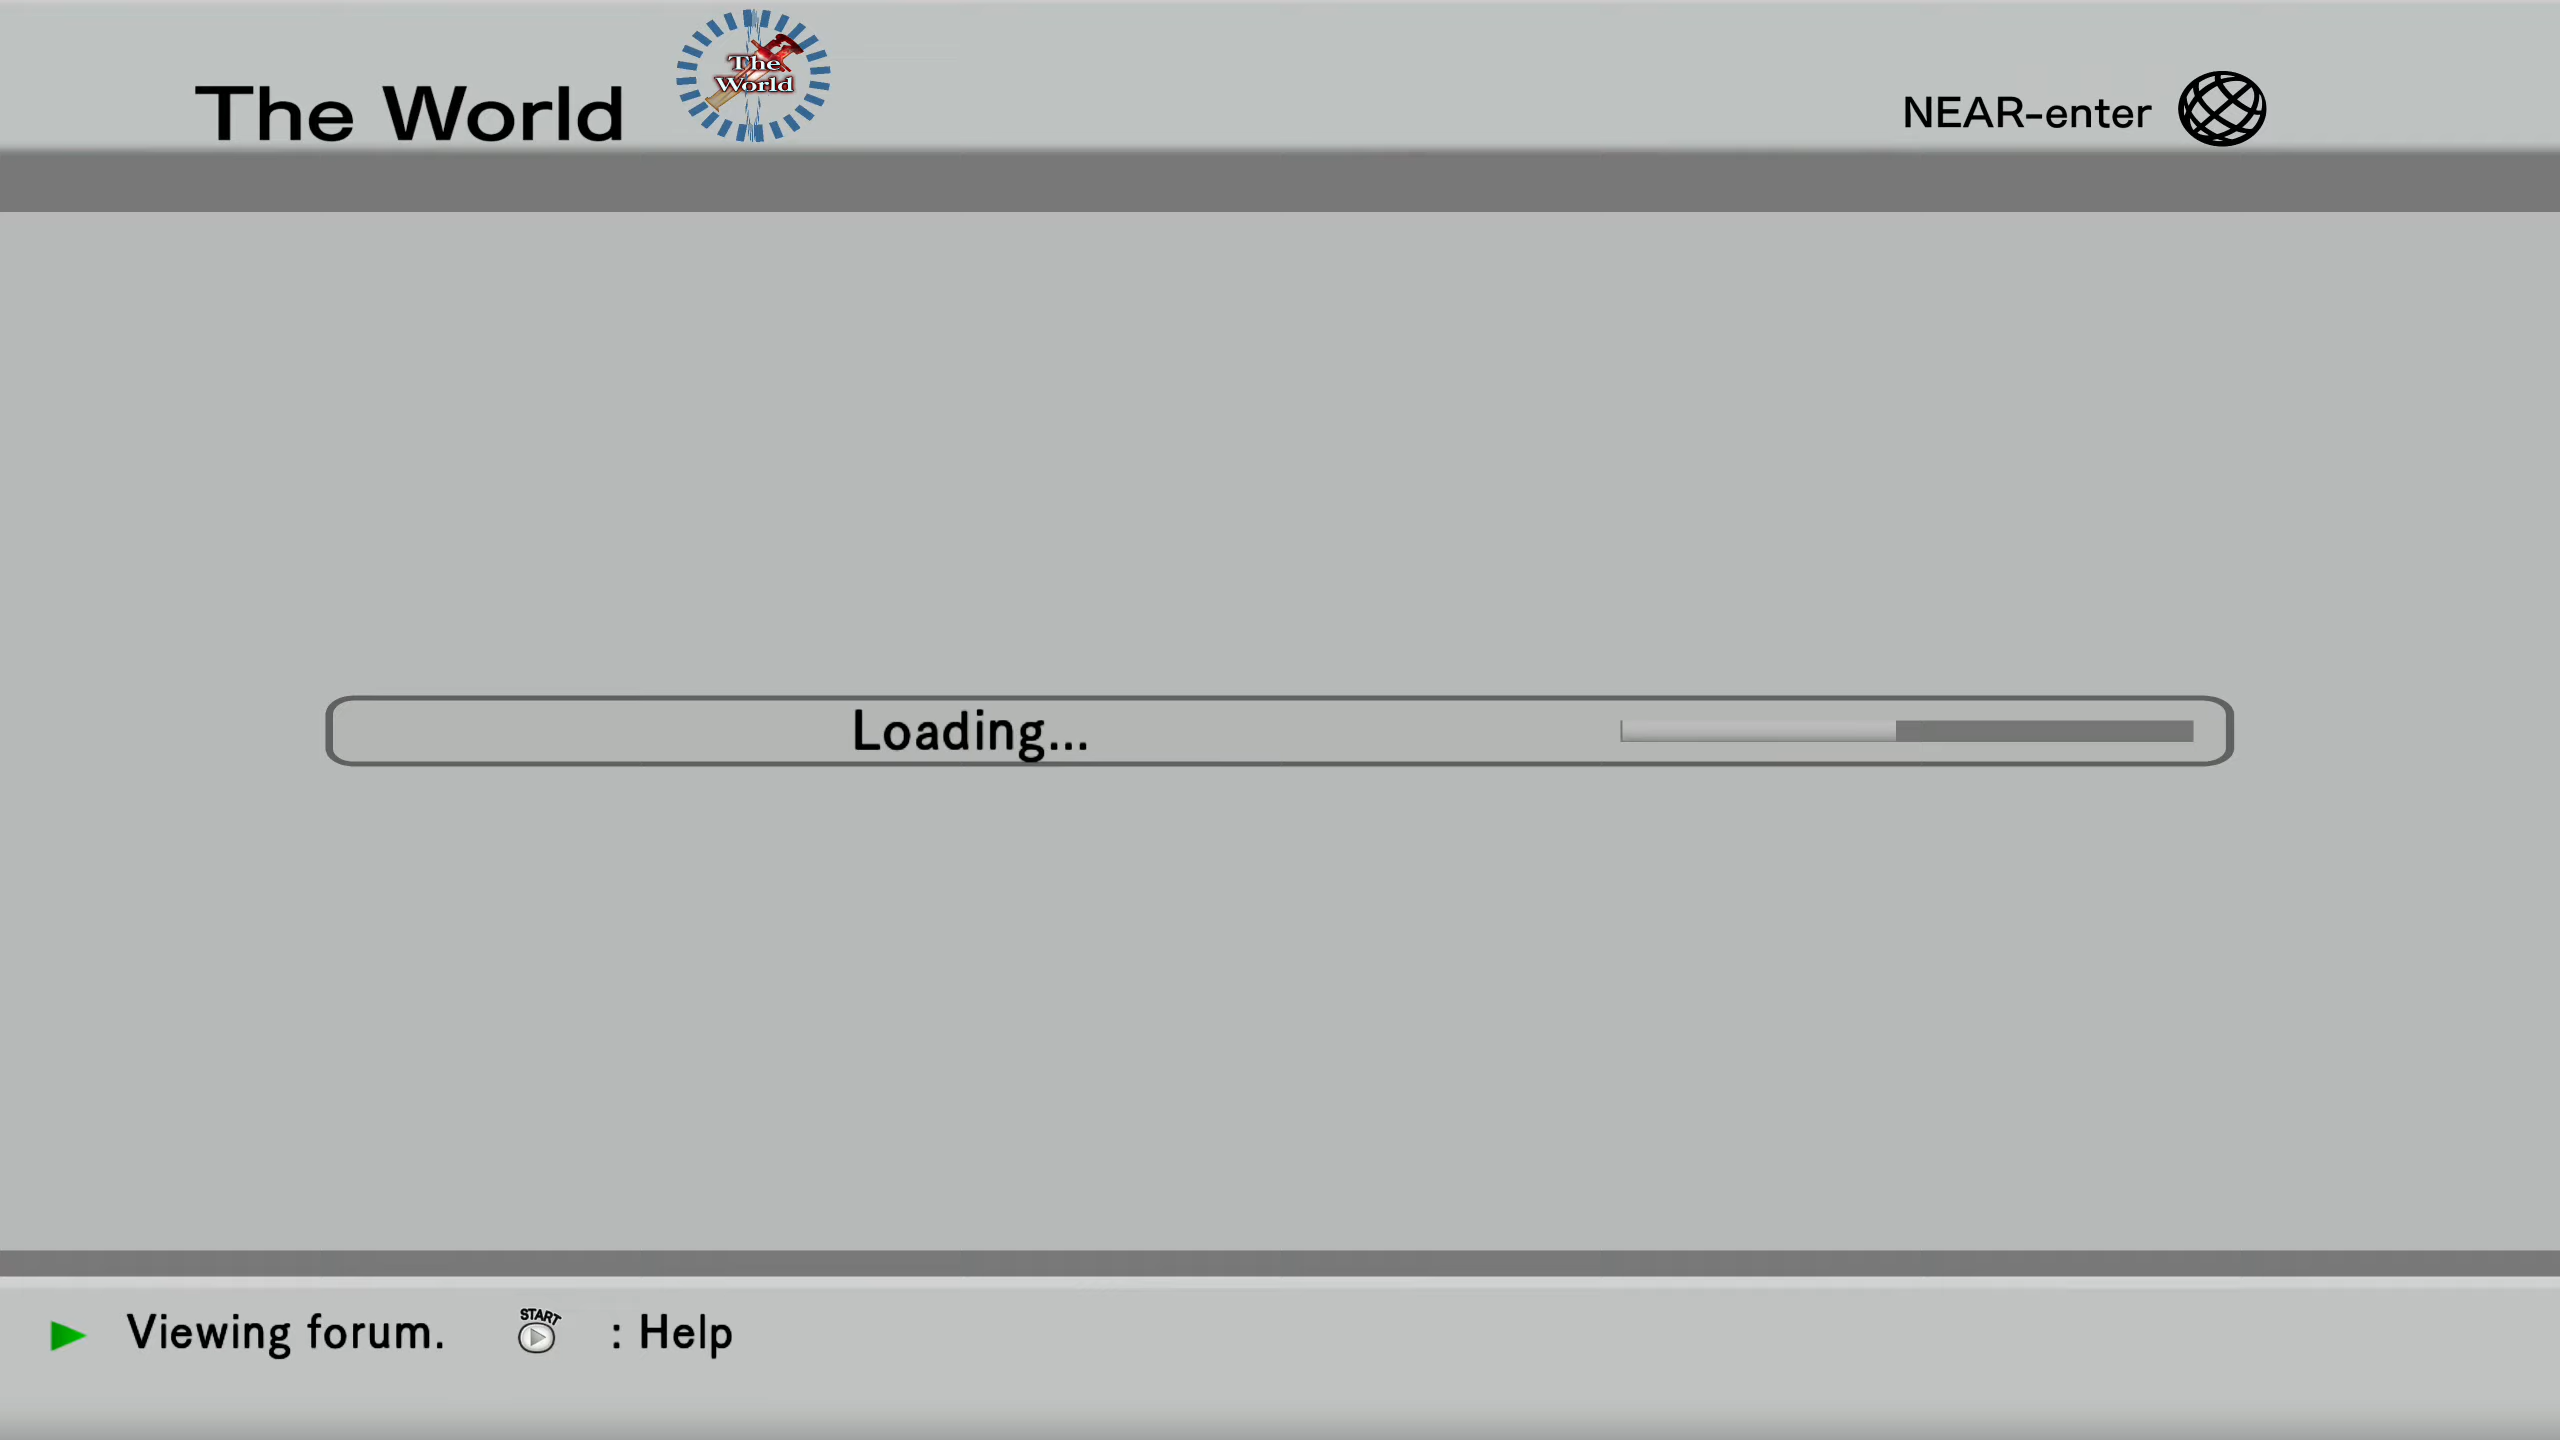 The World
The
World
NEAR-enter
Loading...
Viewing forum.
START
: Help